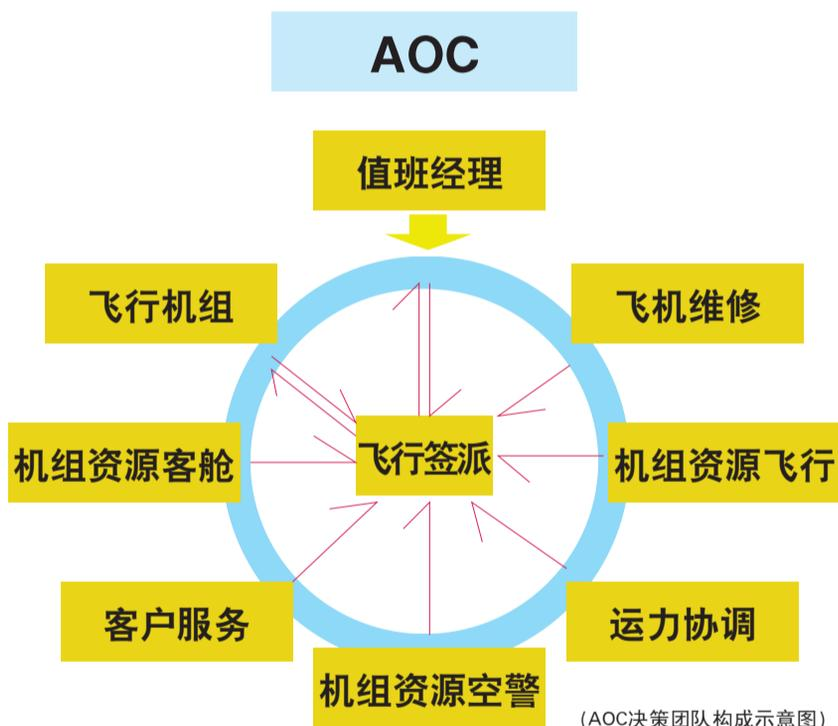 AOC
值班经理
飞行机组
飞机维修
机组资源客舱
飞行签派
机组资源飞行
客户服务
运力协调
机组资源空警
(AOC决策团队构成示意图)